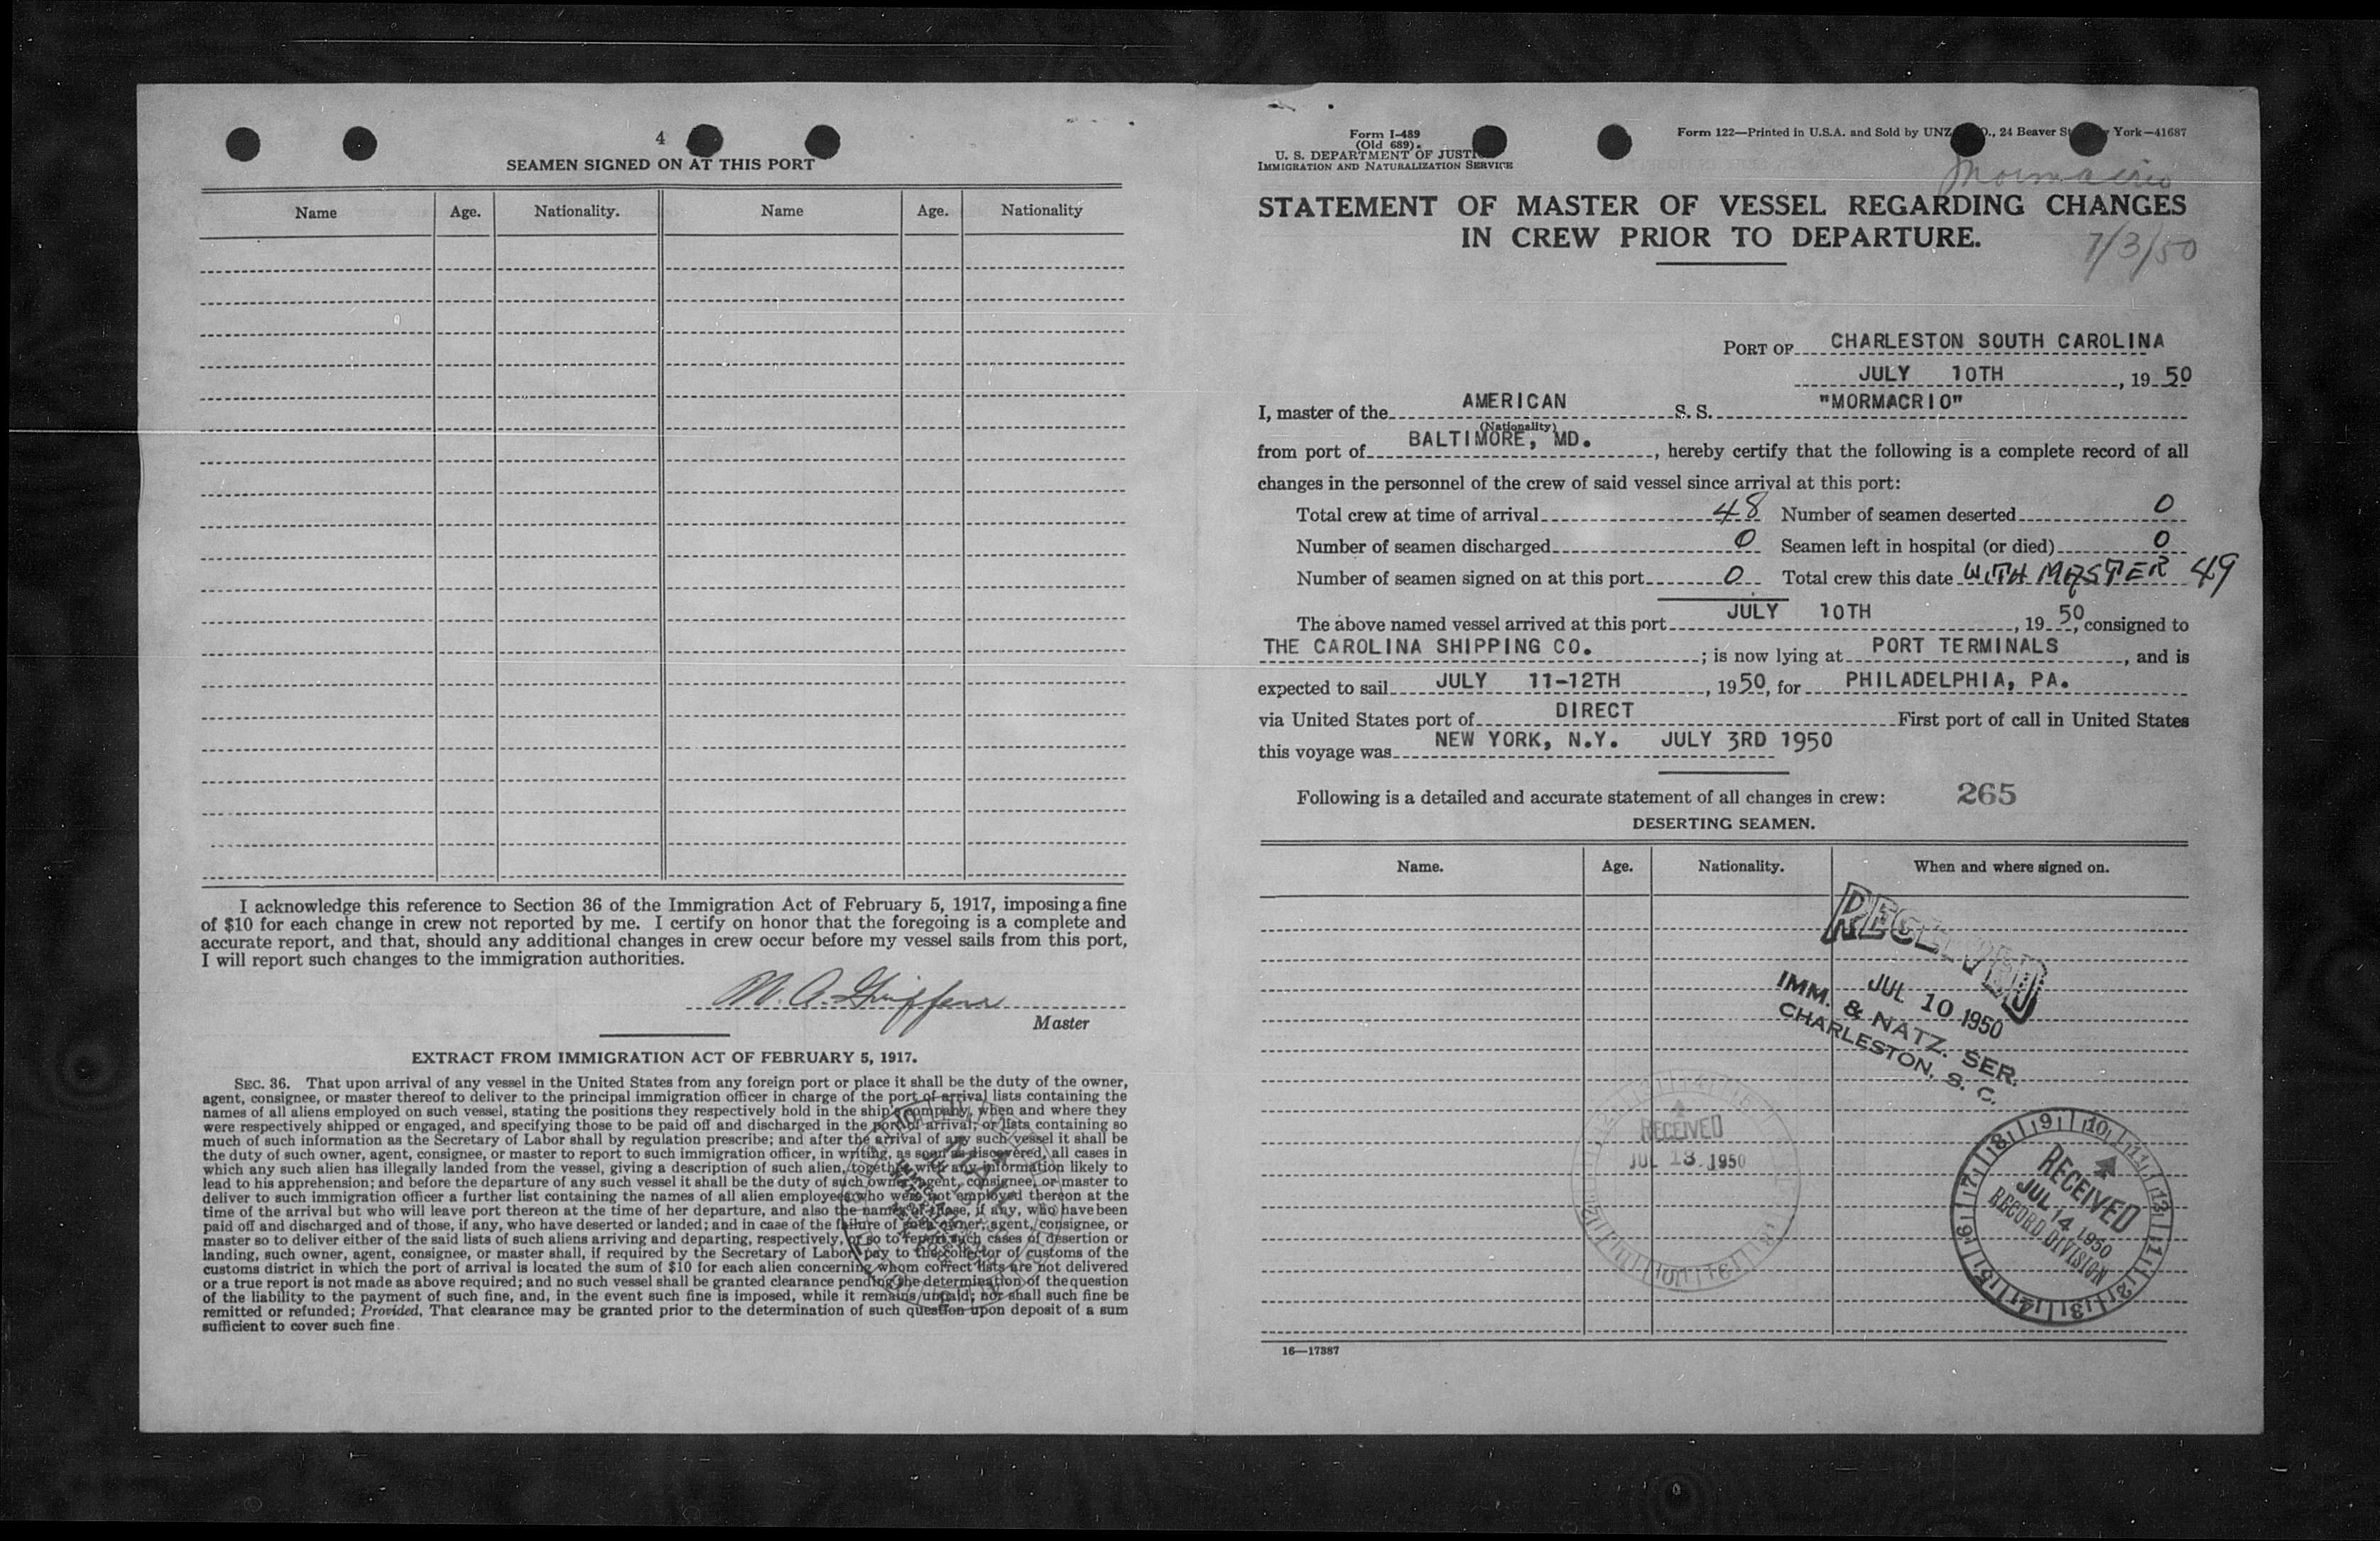 4
SEAMEN SIGNED ON AT THIS PORT
Name Age. Nationality. Name Age. Nationality
I acknowledge this reference to Section 36 of the Immigration Act of February 5, 1917, imposing a fine
of $10 for each change in crew not reported by me. I certify on honor that the foregoing is a complete and
accurate report, and that, should any additional changes in crew occur before my vessel sails from this port,
I will report such changes to the immigration authorities.
Master
EXTRACT FROM IMMIGRATION ACT OF FEBRUARY 5, 1917.
SEC. 36. That upon arrival of any vessel in the United States from any foreign port or place it shall be the duty of the owner,
agent, consignee, or master thereof to deliver to the principal immigration officer in charge of the port of arrival lists containing the
names of all aliens employed on such vessel, stating the positions they respectively hold in the ship's company, when and where they
were respectively shipped or engaged, and specifying those to be paid off and discharged in the port of arrival; or lists containing so
much of such information as the Secretary of Labor shall by regulation prescribe; and after the arrival of any such vessel it shall be
the duty of such owner, agent, consignee, or master to report to such immigration officer, in writing, as soon as discovered, all cases in
which any such alien has illegally landed from the vessel, giving a description of such alien, together with any information likely to
lead to his apprehension; and before the departure of any such vessel it shall be the duty of such owner, agent, consignee, or master to
deliver to such immigration officer a further list containing the names of all alien employees who were not employed thereon at the
time of the arrival but who will leave port thereon at the time of her departure, and also the names of those, if any, who have been
paid off and discharged and of those, if any, who have deserted or landed; and in case of the failure of such owner, agent, consignee, or
master so to deliver either of the said lists of such aliens arriving and departing, respectively, or so to report such cases of desertion or
landing, such owner, agent, consignee, or master shall, if required by the Secretary of Labor, pay to the collector of customs of the
customs district in which the port of arrival is located the sum of $10 for each alien concerning whom correct lists are not delivered
or a true report is not made as above required; and no such vessel shall be granted clearance pending the determination of the question
of the liability to the payment of such fine, and, in the event such fine is imposed, while it remains unpaid; nor shall such fine be
remitted or refunded; Provided, That clearance may be granted prior to the determination of such question upon deposit of a sum
sufficient to cover such fine.
Form I-489
(Old 689).
U. S. DEPARTMENT OF JUSTICE
IMMIGRATION AND NATURALIZATION SERVICE
Form 122—Printed in U.S.A. and Sold by UNZ 24 Beaver St York—41687
Mormacrio
STATEMENT OF MASTER OF VESSEL REGARDING CHANGES
IN CREW PRIOR TO DEPARTURE.
7/3/50
PORT OF CHARLESTON SOUTH CAROLINA
JULY 10TH, 1950
I, master of the AMERICAN S. S. "MORMACRIO"
(Nationality)
from port of BALTIMORE, MD., hereby certify that the following is a complete record of all
changes in the personnel of the crew of said vessel since arrival at this port:
Total crew at time of arrival 48 Number of seamen deserted 0
Number of seamen discharged 0 Seamen left in hospital (or died) 0
Number of seamen signed on at this port 0 Total crew this date WITH MASTER 49
The above named vessel arrived at this port JULY 10TH, 1950, consigned to
THE CAROLINA SHIPPING CO.; is now lying at PORT TERMINALS, and is
expected to sail JULY 11-12TH, 1950, for PHILADELPHIA, PA.
via United States port of DIRECT First port of call in United States
this voyage was NEW YORK, N.Y. JULY 3RD 1950
Following is a detailed and accurate statement of all changes in crew: 265
DESERTING SEAMEN.
Name. Age. Nationality. When and where signed on.
RECEIVED
JUL 10 1950
IMM. & NATZ. SER.
CHARLESTON, S. C.
RECEIVED
JUL 13 1950
RECEIVED
JUL 14 1950
RECORD DIVISION
16—17387